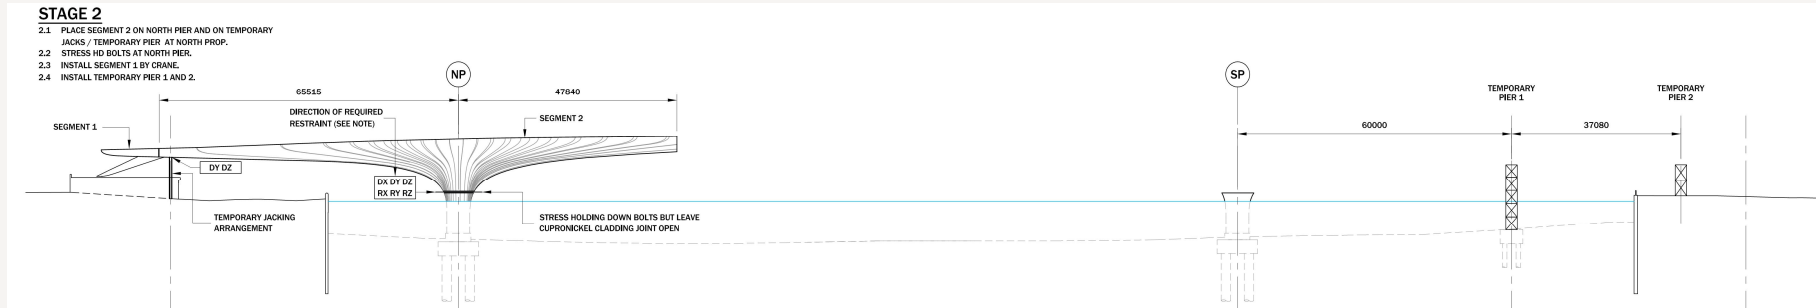 STAGE 2
2.1 PLACE SEGMENT 2 ON NORTH PIER AND ON TEMPORARY
JACKS / TEMPORARY PIER AT NORTH PROP.
2.2 STRESS HD BOLTS AT NORTH PIER.
2.3 INSTALL SEGMENT 1 BY CRANE.
2.4 INSTALL TEMPORARY PIER 1 AND 2.
NP
SP
65515
47840
TEMPORARY
PIER 1
TEMPORARY
PIER 2
DIRECTION OF REQUIRED
RESTRAINT (SEE NOTE)
SEGMENT 1
SEGMENT 2
60000
37080
DY DZ
DX DY DZ
RX RY RZ
TEMPORARY JACKING
ARRANGEMENT
STRESS HOLDING DOWN BOLTS BUT LEAVE
CUPRONICKEL CLADDING JOINT OPEN